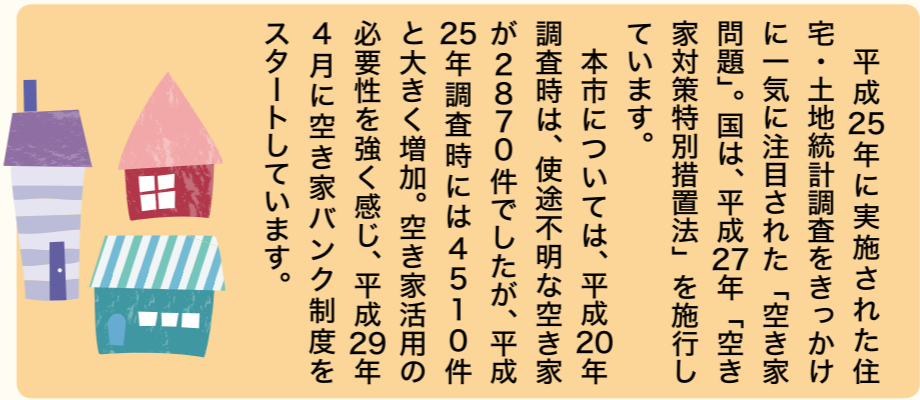 平成25年に実施された住
宅・土地統計調査をきっかけ
に一気に注目された「空き家
問題」。国は、平成27年「空き
家対策特別措置法」を施行し
ています。
　本市については、平成20年
調査時は、使途不明な空き家
が２８７０件でしたが、平成
25年調査時には４５１０件
と大きく増加。空き家活用の
必要性を強く感じ、平成29年
４月に空き家バンク制度を
スタートしています。